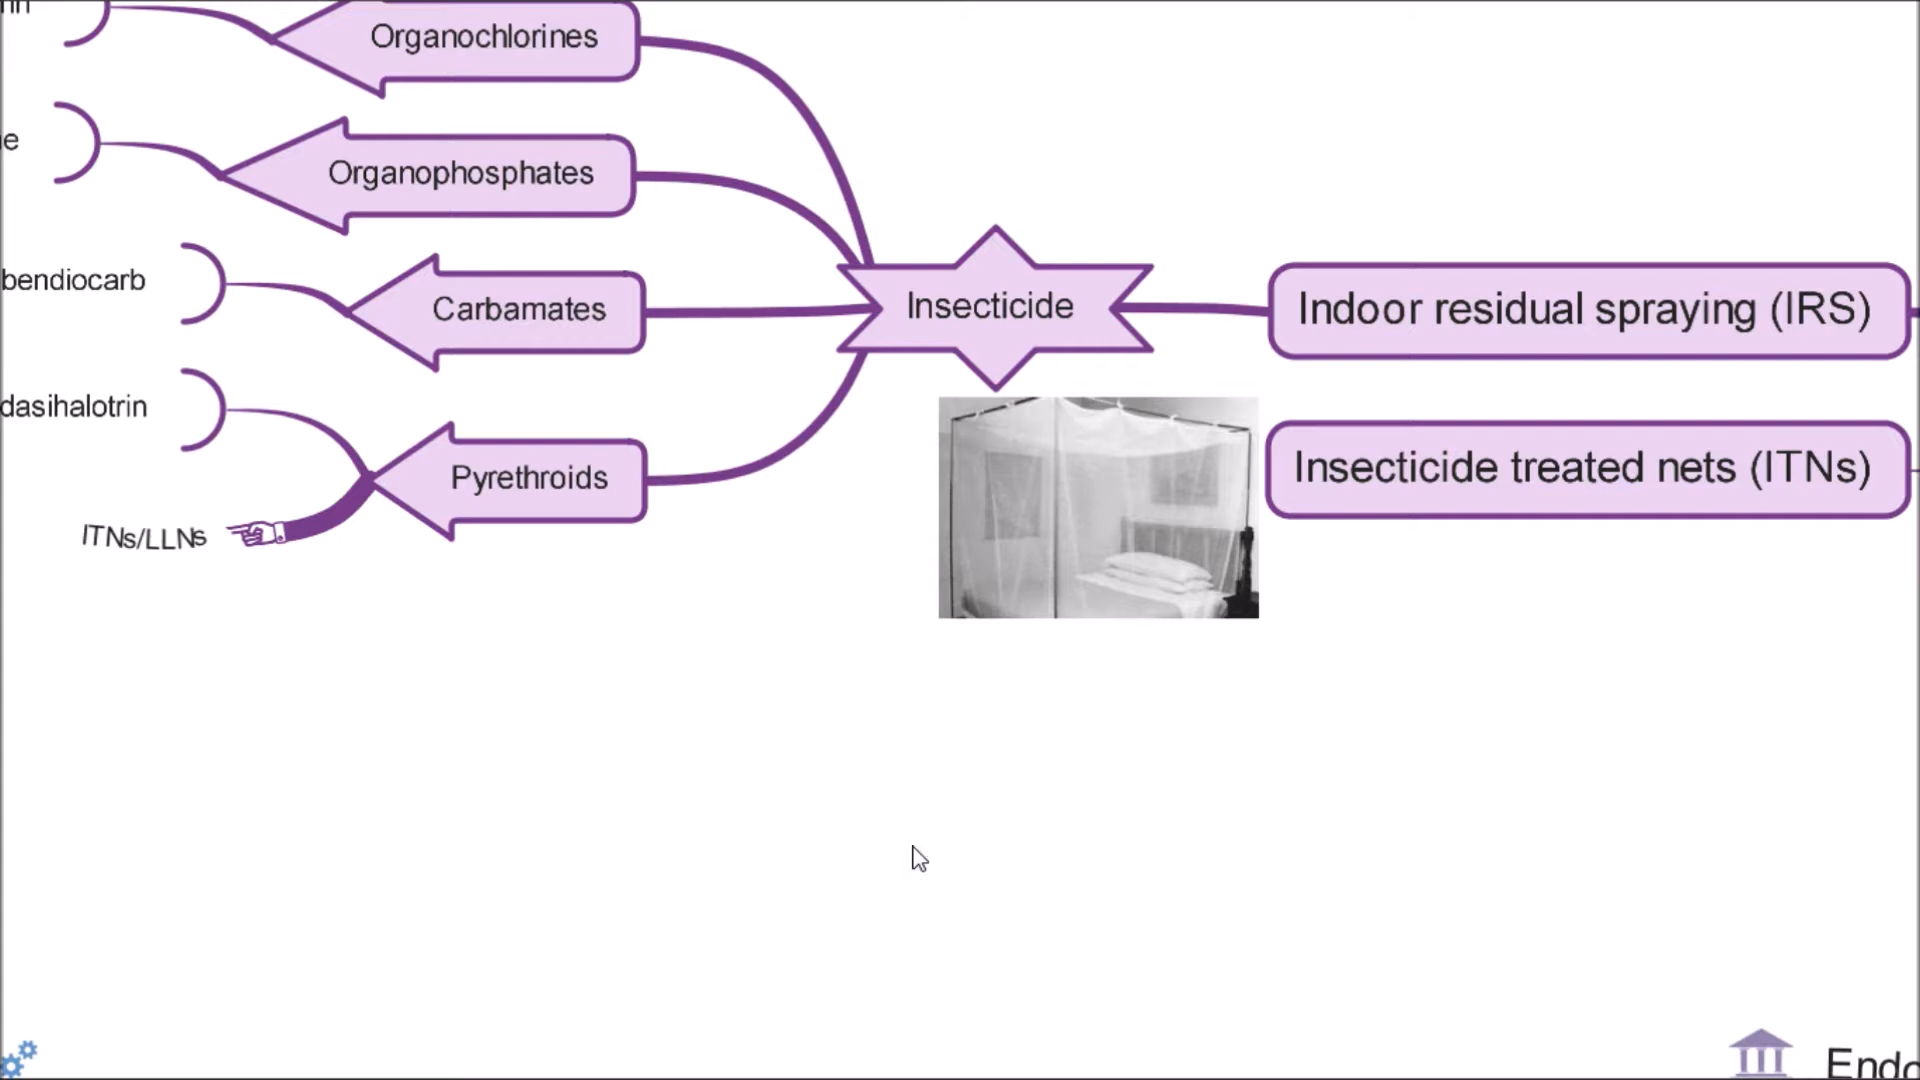 Organochlorines
Organophosphates
bendiocarb
Carbamates
Insecticide
Indoor residual spraying (IRS)
dasihalotrin
Pyrethroids
Insecticide treated nets (ITNs)
ITNs/LLNs